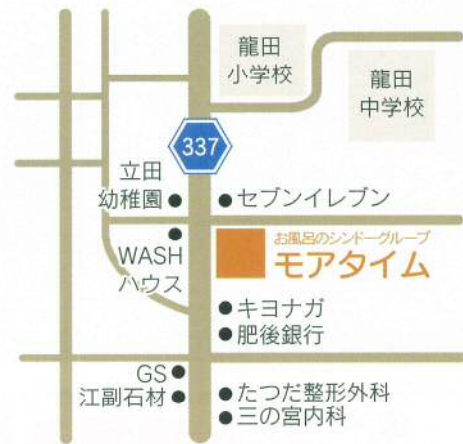 龍田
小学校
龍田
中学校
337
立田
幼稚園
セブンイレブン
WASH
ハウス
お風呂のシンドーグループ
モアタイム
キヨナガ
肥後銀行
GS
江副石材
たつだ整形外科
三の宮内科